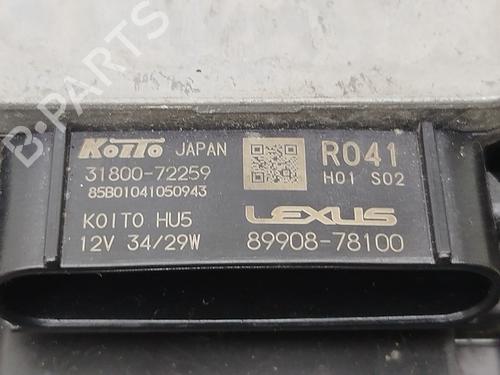 KOITO JAPAN
31800-72259
85B01041050943
KOITO HU5
12V 34/29W
R041
H01 S02
LEXUS
89908-78100
B-PARTS